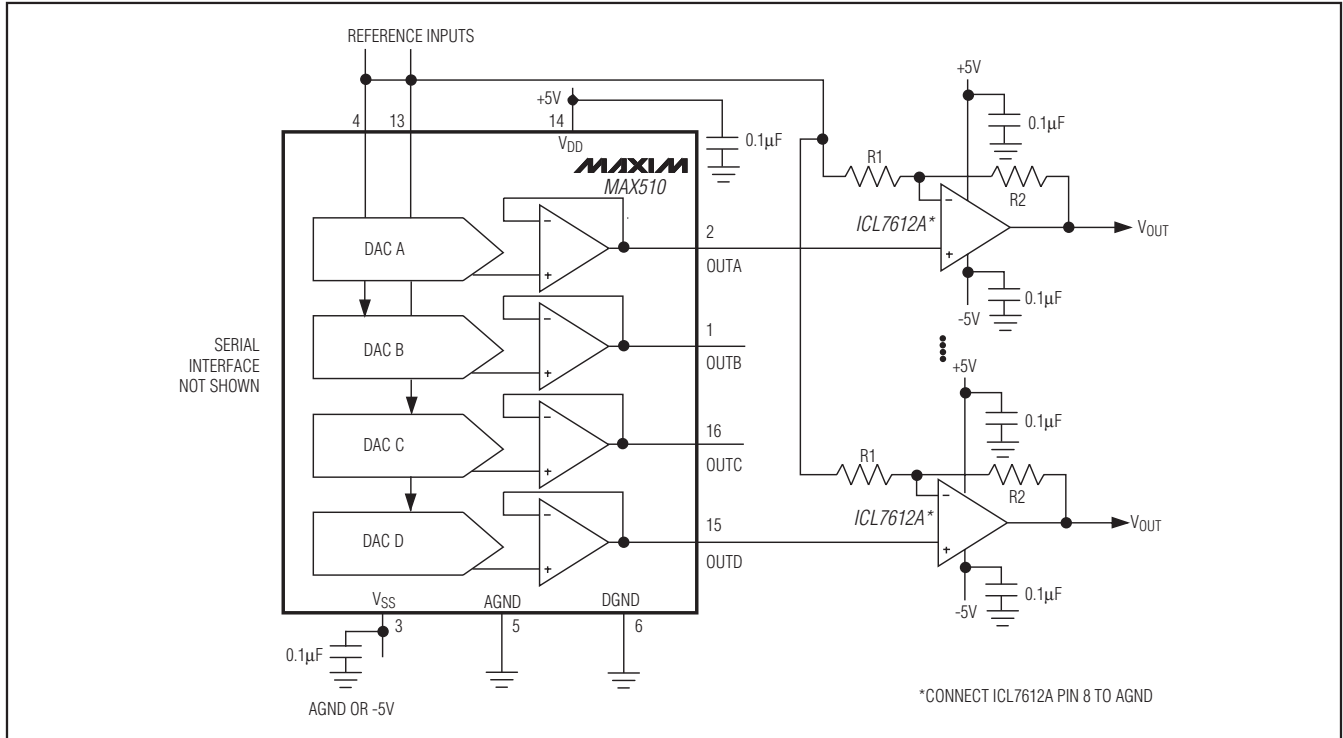 REFERENCE INPUTS
+5V
4
13
14
VDD
0.1µF
MAXIM
MAX510
DAC A
-
+
2
OUTA
DAC B
-
+
1
OUTB
DAC C
-
+
16
OUTC
DAC D
-
+
15
OUTD
SERIAL
INTERFACE
NOT SHOWN
VSS
3
AGND
5
DGND
6
0.1µF
AGND OR -5V
+5V
0.1µF
R1
R2
ICL7612A*
-
+
VOUT
0.1µF
-5V
+5V
0.1µF
R1
R2
ICL7612A*
-
+
VOUT
0.1µF
-5V
*CONNECT ICL7612A PIN 8 TO AGND